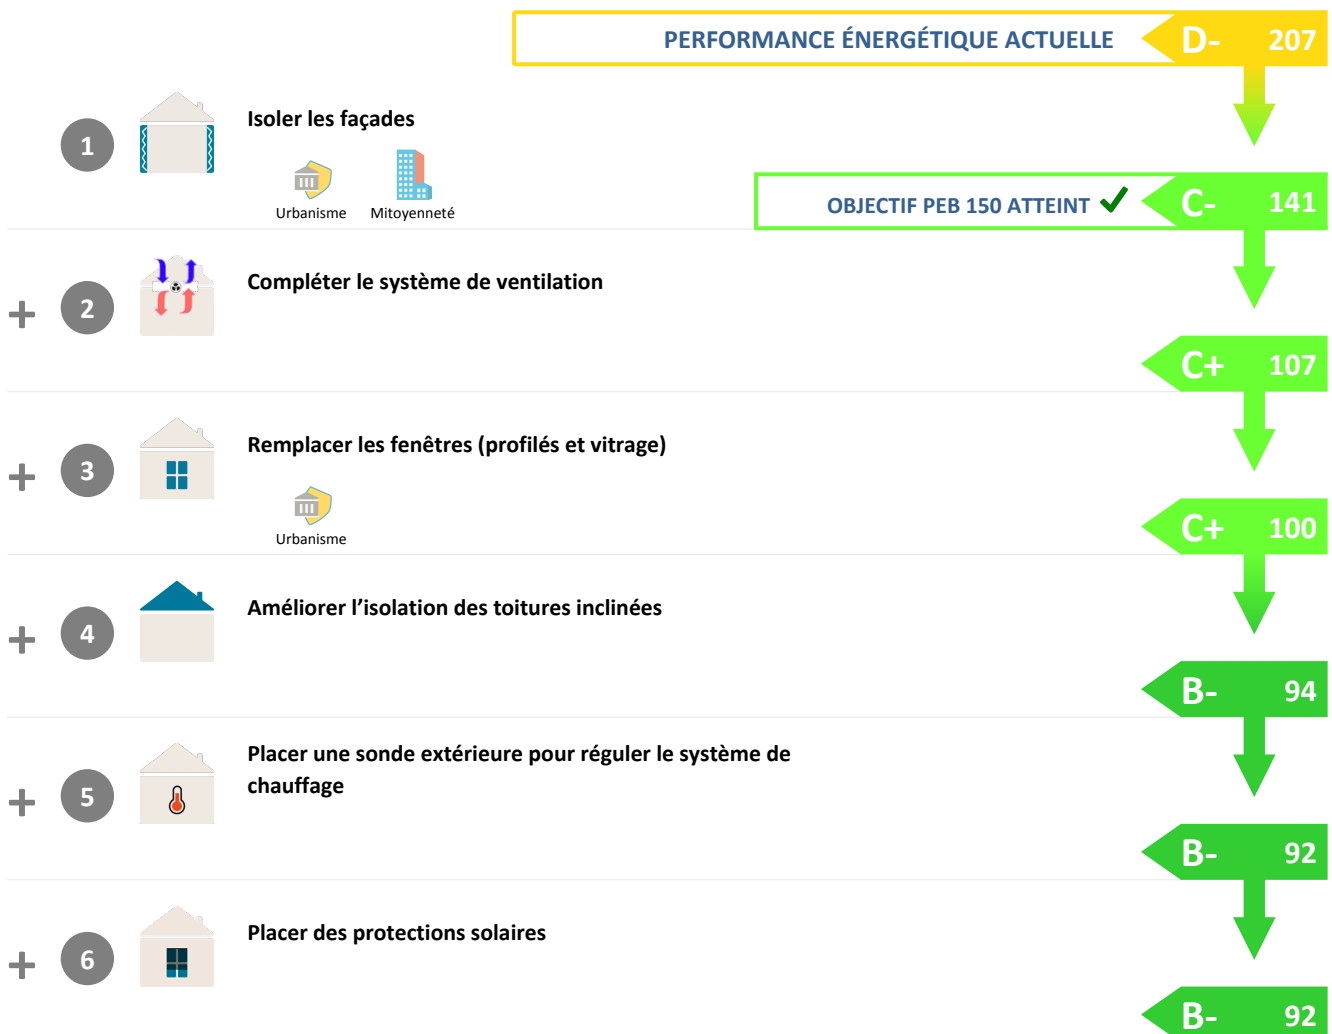 PERFORMANCE ÉNERGÉTIQUE ACTUELLE D- 207
1 Isoler les façades
Urbanisme Mitoyenneté
OBJECTIF PEB 150 ATTEINT ✓ C- 141
+ 2 Compléter le système de ventilation
C+ 107
+ 3 Remplacer les fenêtres (profilés et vitrage)
Urbanisme
C+ 100
+ 4 Améliorer l’isolation des toitures inclinées
B- 94
+ 5 Placer une sonde extérieure pour réguler le système de
chauffage
B- 92
+ 6 Placer des protections solaires
B- 92